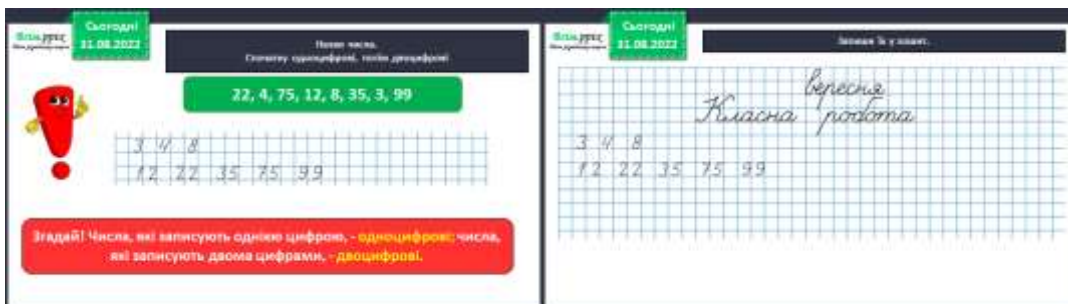 Сьогодні
31.08.2022
Назви числа.
Спочатку одноцифрові, потім двоцифрові
22, 4, 75, 12, 8, 35, 3, 99
3 4 8
12 22 35 75 99
Згадай! Числа, які записують однією цифрою, - одноцифрові; числа,
які записують двома цифрами, - двоцифрові.
Сьогодні
31.08.2022
Запиши їх у зошит.
вересня
Класна робота
3 4 8
12 22 35 75 99